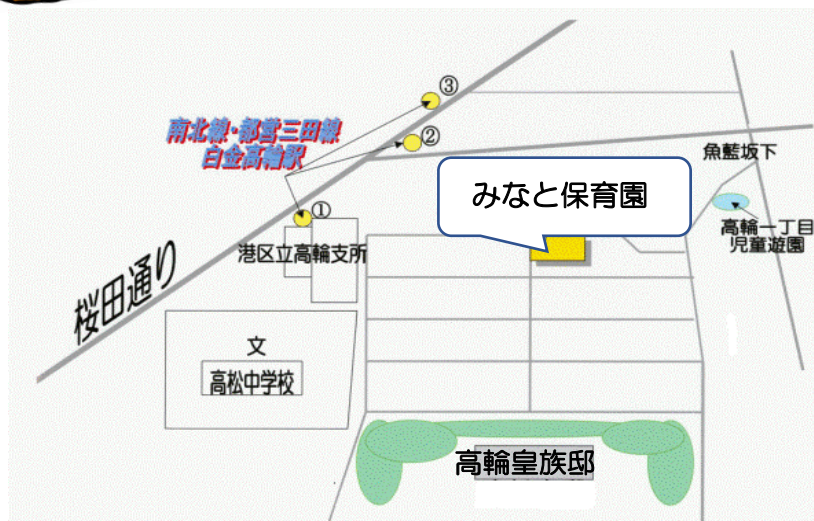 ③
南北線・都営三田線
白金高輪駅
②
魚藍坂下
みなと保育園
①
高輪一丁目
児童遊園
港区立高輪支所
桜田通り
文
高松中学校
高輪皇族邸